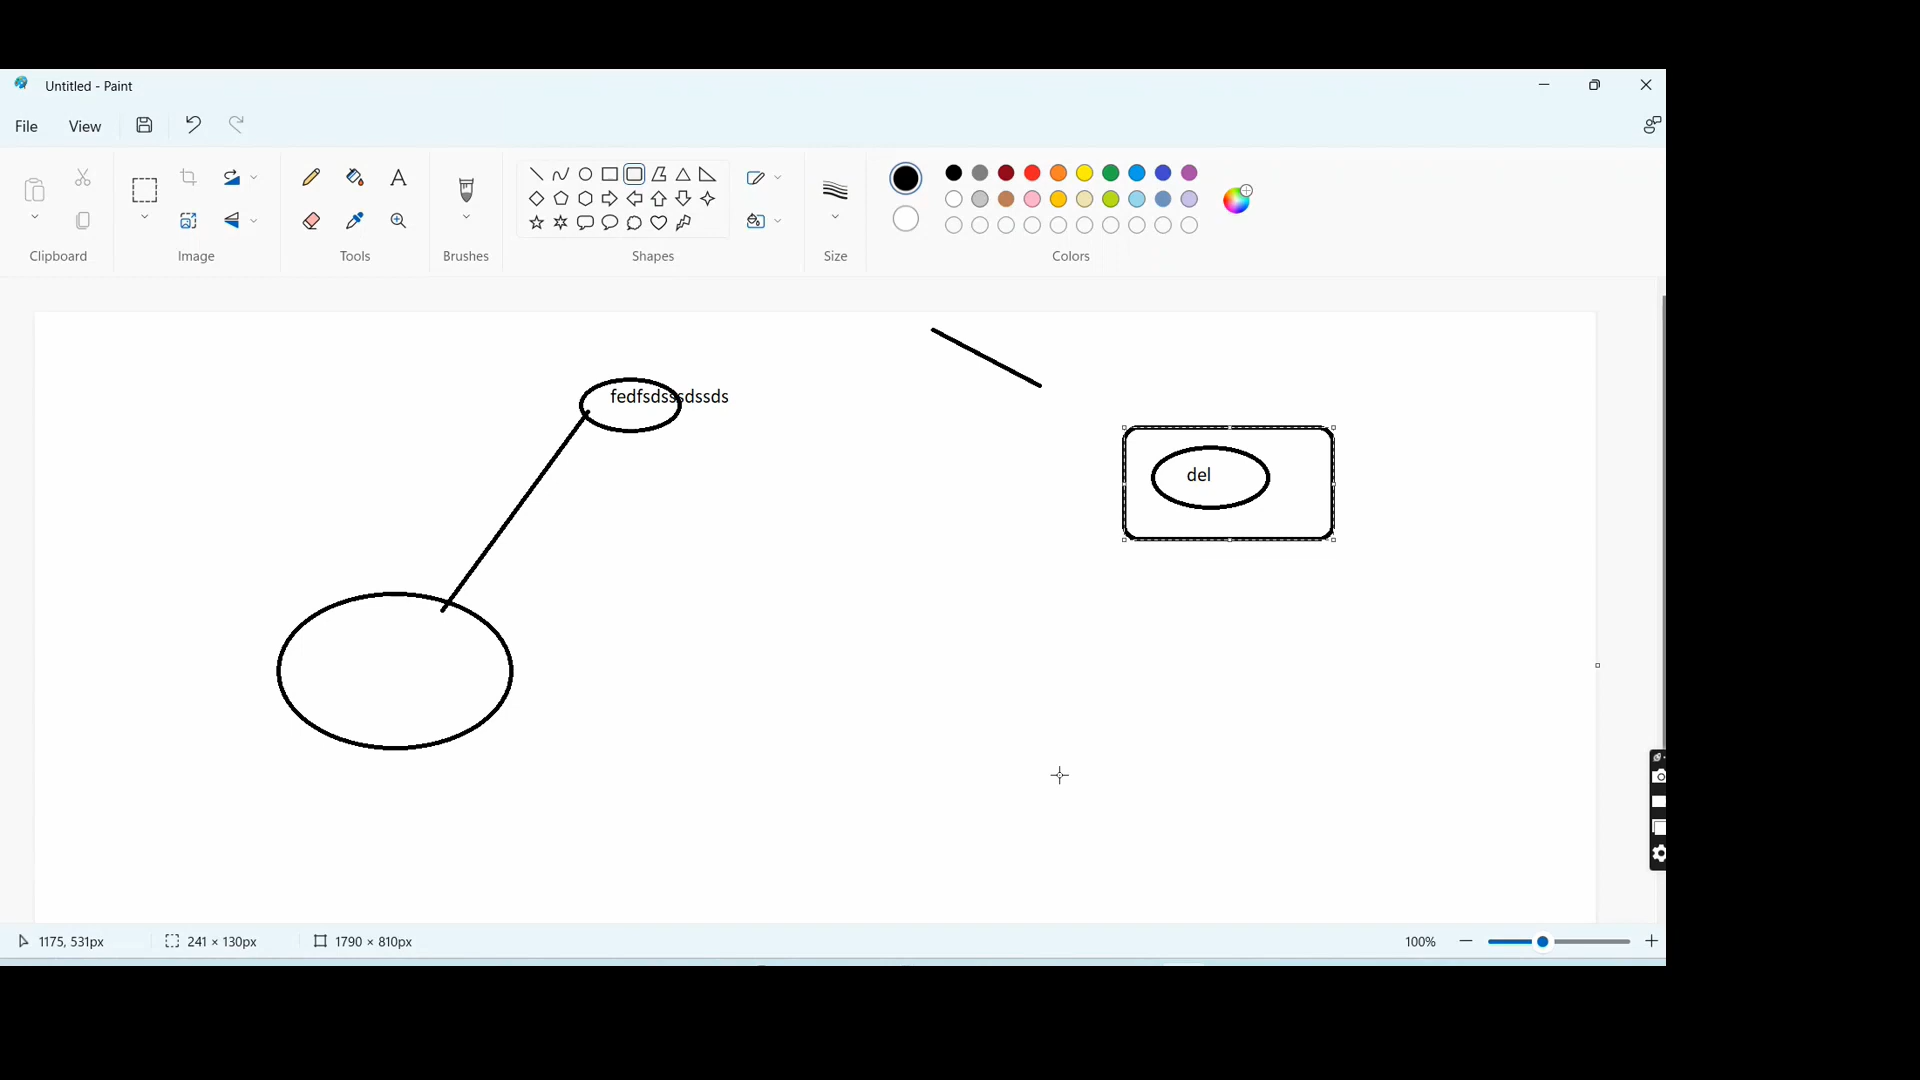 Untitled - Paint
File View
Clipboard
Image
Tools
Brushes
Shapes
Size
Colors
fedfsdsssdssds
del
1175, 531px
241 × 130px
1790 × 810px
100%